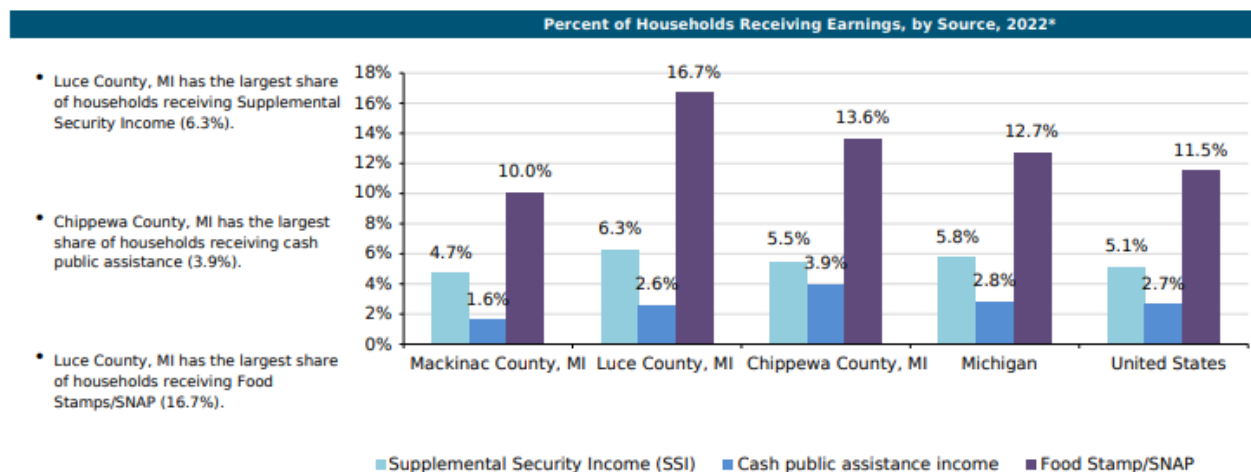 Percent of Households Receiving Earnings, by Source, 2022*
• Luce County, MI has the largest share
of households receiving Supplemental
Security Income (6.3%).
• Chippewa County, MI has the largest
share of households receiving cash
public assistance (3.9%).
• Luce County, MI has the largest share
of households receiving Food
Stamps/SNAP (16.7%).
18%
16%
14%
12%
10%
8%
6%
4%
2%
0%
4.7%
1.6%
10.0%
6.3%
2.6%
16.7%
5.5%
3.9%
13.6%
5.8%
2.8%
12.7%
5.1%
2.7%
11.5%
Mackinac County, MI
Luce County, MI
Chippewa County, MI
Michigan
United States
Supplemental Security Income (SSI)
Cash public assistance income
Food Stamp/SNAP